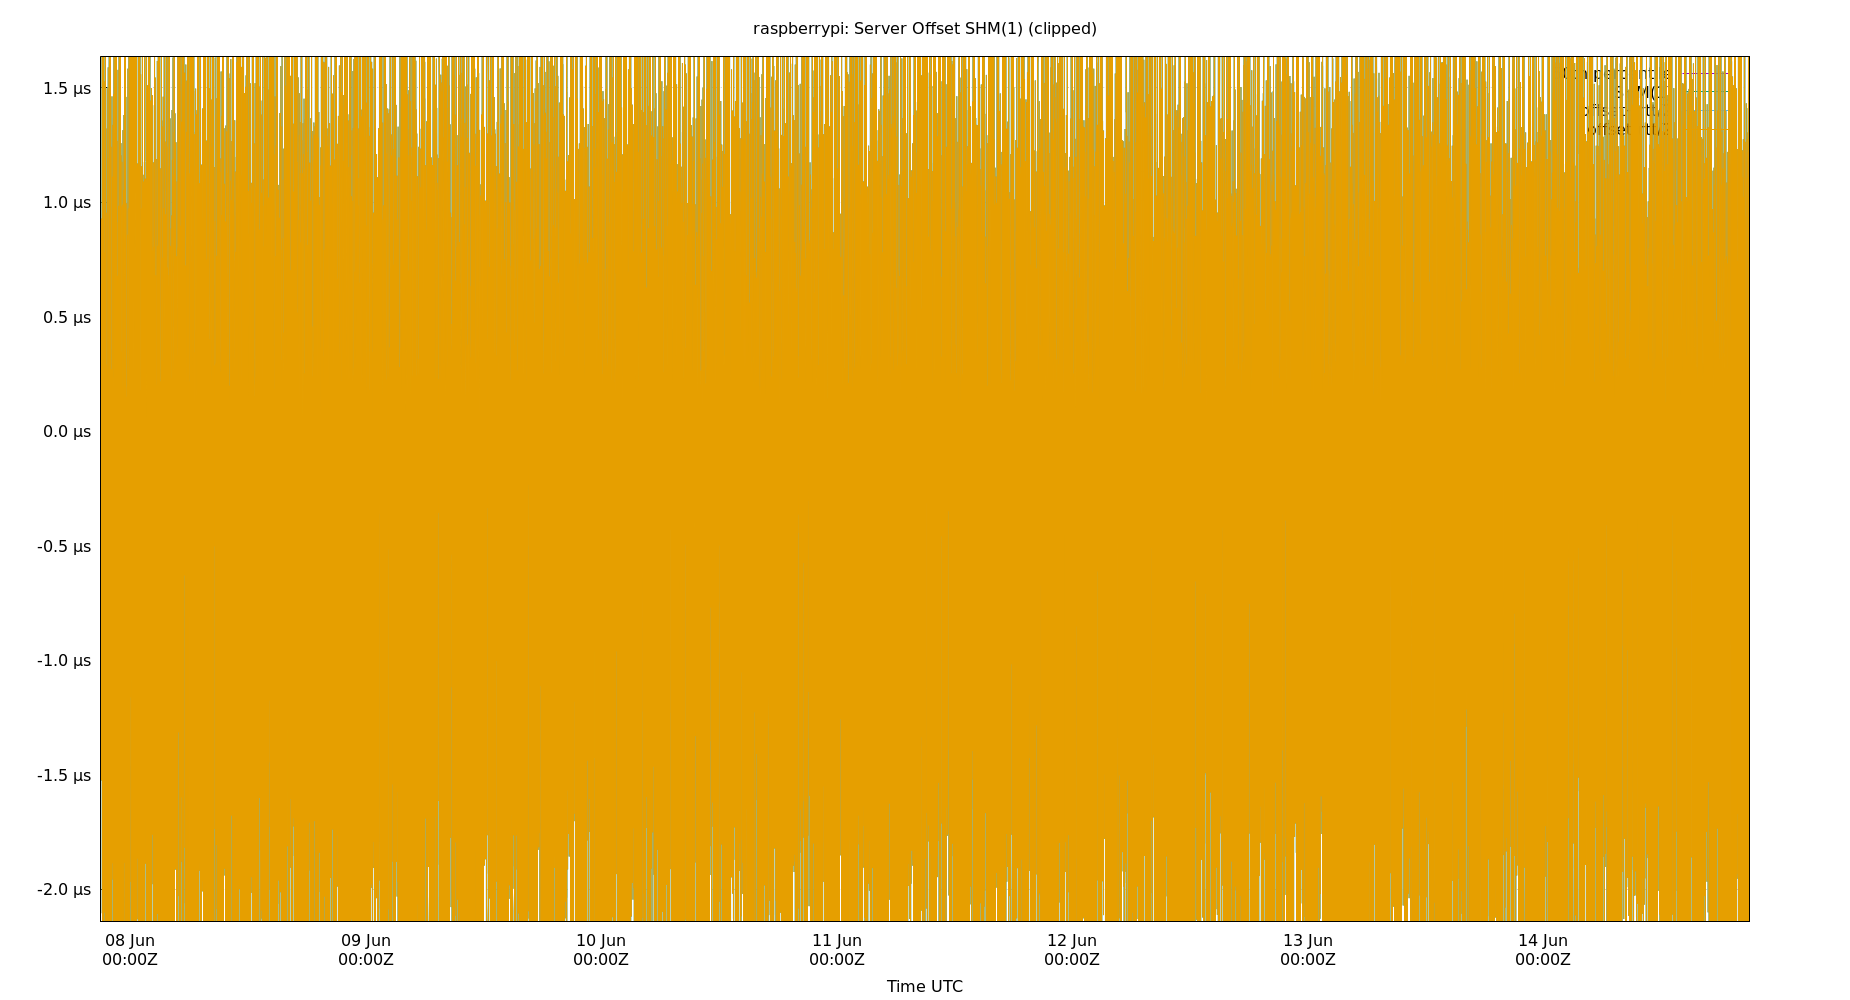 raspberrypi: Server Offset SHM(1) (clipped)
1.5 µs
1.0 µs
0.5 µs
0.0 µs
-0.5 µs
-1.0 µs
-1.5 µs
-2.0 µs
08 Jun 09 Jun 10 Jun 11 Jun 12 Jun 13 Jun 14 Jun
00:00Z 00:00Z 00:00Z 00:00Z 00:00Z 00:00Z 00:00Z
Time UTC